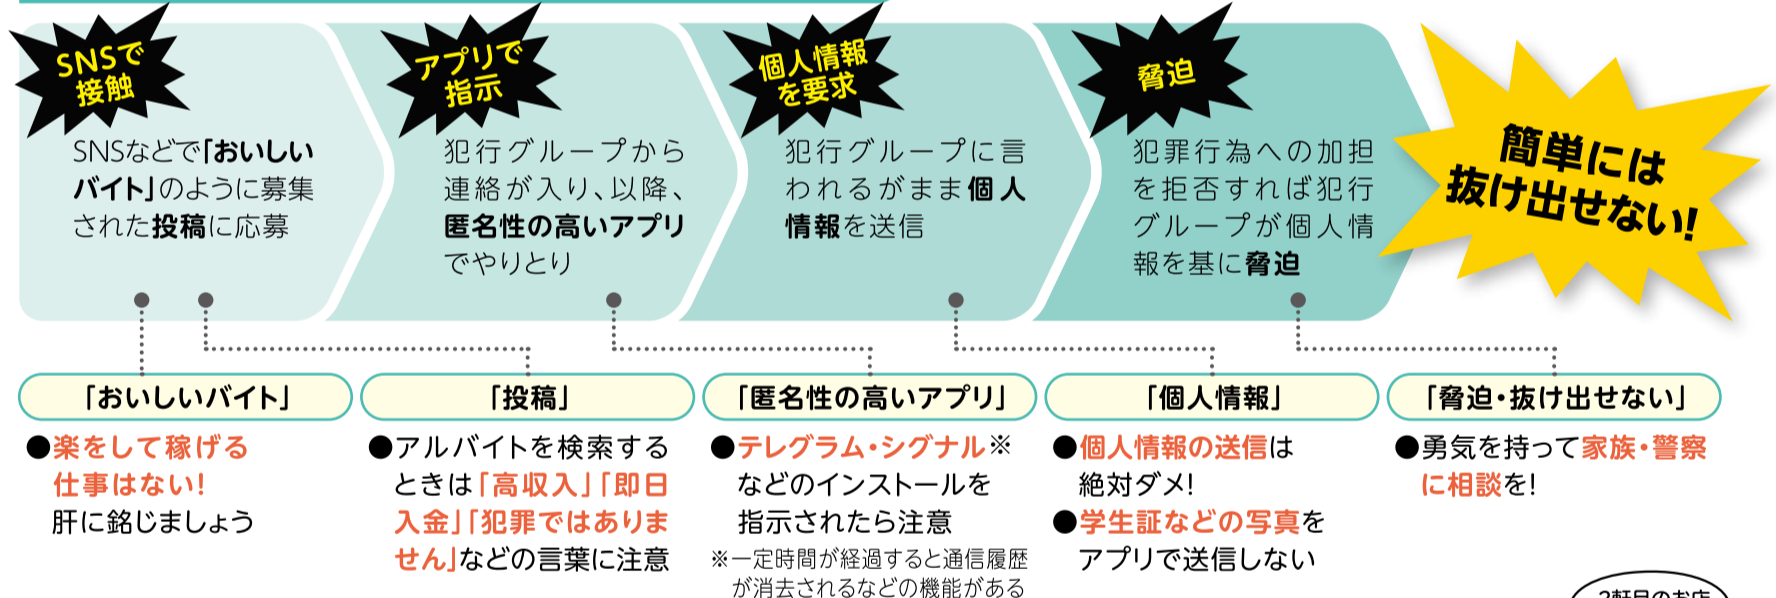 SNSで
接触
SNSなどで「おいしい
バイト」のように募集
された投稿に応募
アプリで
指示
犯行グループから
連絡が入り、以降、
匿名性の高いアプリ
でやりとり
個人情報
を要求
犯行グループに言
われるがまま個人
情報を送信
脅迫
犯罪行為への加担
を拒否すれば犯行
グループが個人情
報を基に脅迫
簡単には
抜け出せない!
「おいしいバイト」
●楽をして稼げる
仕事はない!
肝に銘じましょう
「投稿」
●アルバイトを検索する
ときは「高収入」「即日
入金」「犯罪ではありま
せん」などの言葉に注意
「匿名性の高いアプリ」
●テレグラム・シグナル※
などのインストールを
指示されたら注意
※一定時間が経過すると通信履歴
が消去されるなどの機能がある
「個人情報」
●個人情報の送信は
絶対ダメ!
●学生証などの写真を
アプリで送信しない
「脅迫・抜け出せない」
●勇気を持って家族・警察
に相談を!
2軒目のお店